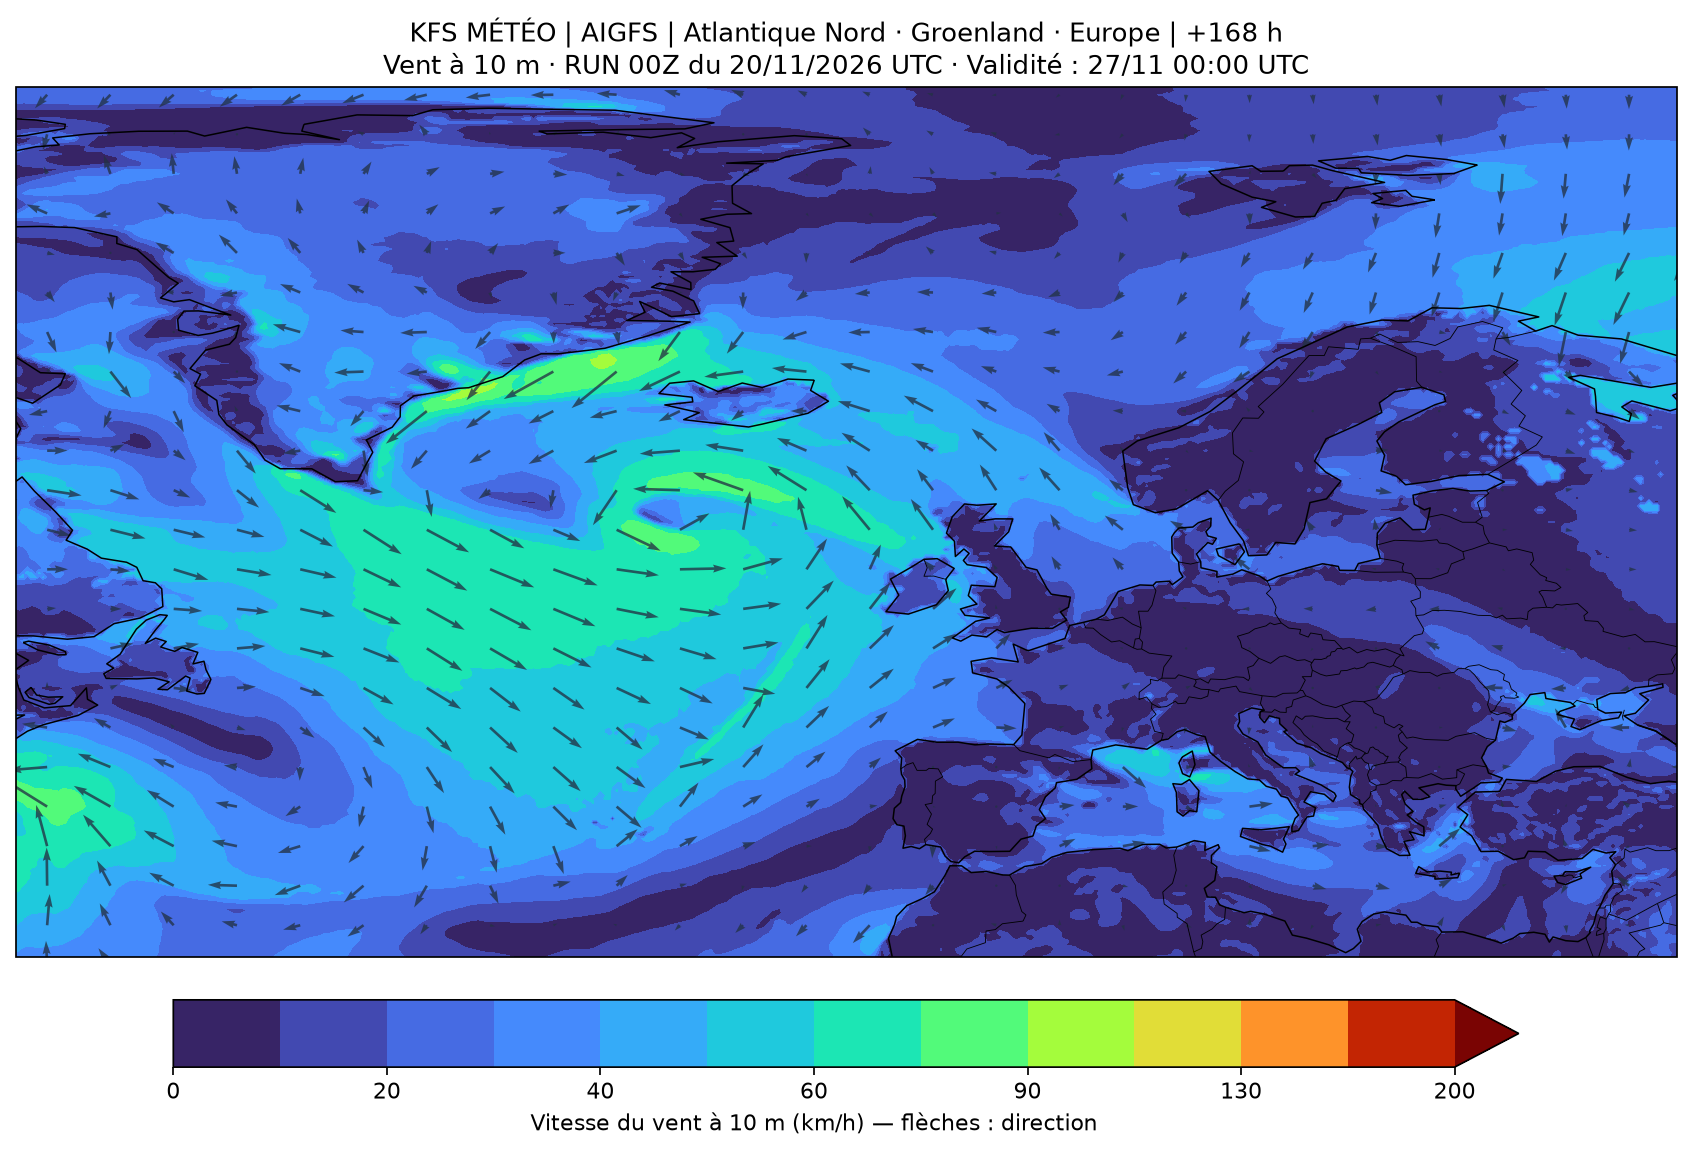 KFS MÉTÉO | AIGFS | Atlantique Nord · Groenland · Europe | +168 h
Vent à 10 m · RUN 00Z du 20/11/2026 UTC · Validité : 27/11 00:00 UTC
0 20 40 60 90 130 200
Vitesse du vent à 10 m (km/h) — flèches : direction